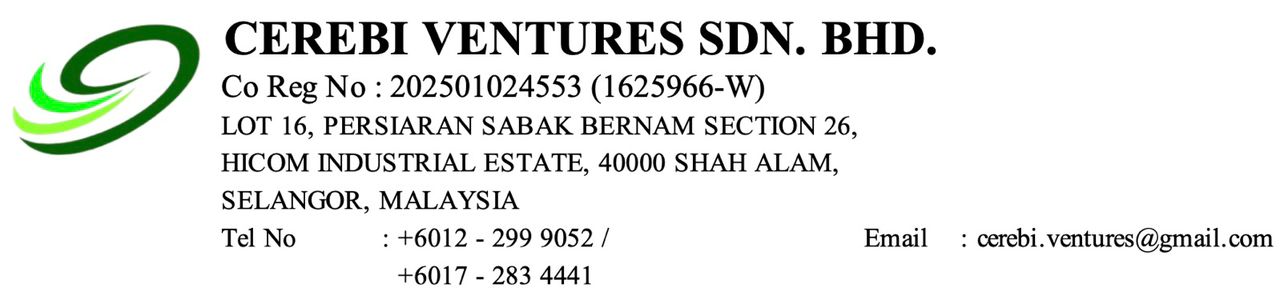 CEREBI VENTURES SDN. BHD.
Co Reg No : 202501024553 (1625966-W)
LOT 16, PERSIARAN SABAK BERNAM SECTION 26,
HICOM INDUSTRIAL ESTATE, 40000 SHAH ALAM,
SELANGOR, MALAYSIA
Tel No : +6012 - 299 9052 / Email : cerebi.ventures@gmail.com
+6017 - 283 4441